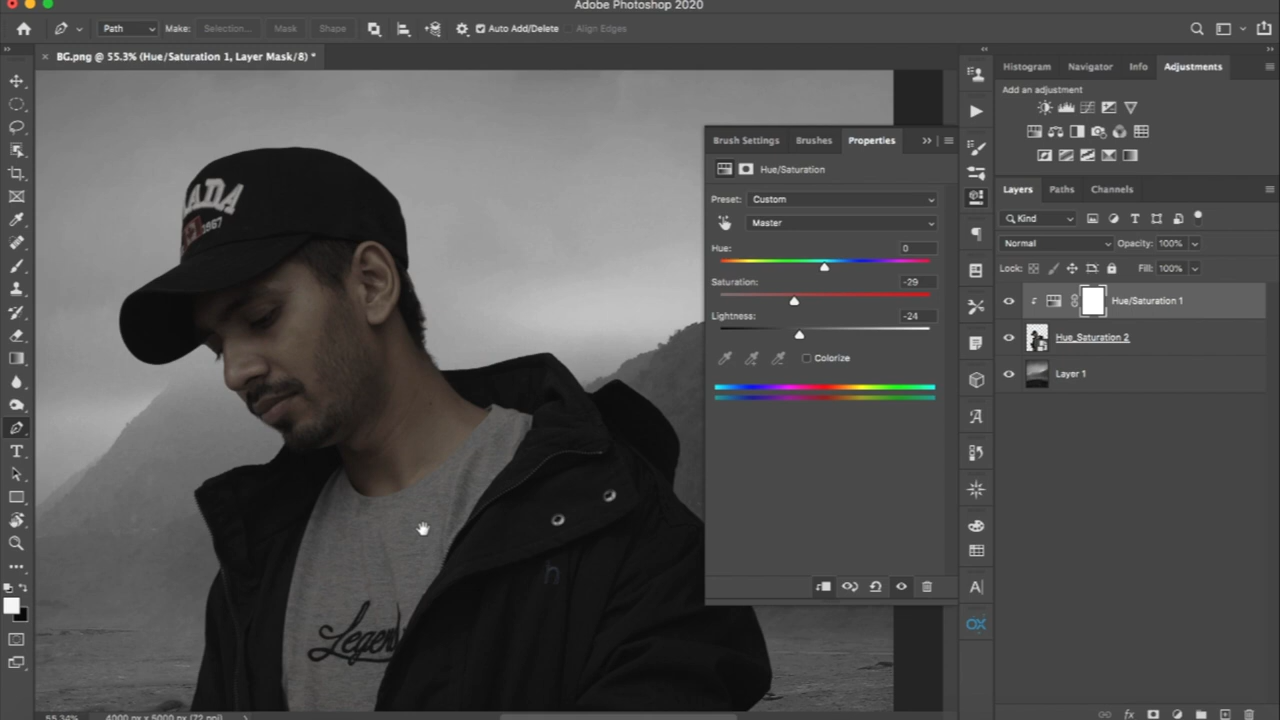 Adobe Photoshop 2020
Path Make: Selection... Mask Shape Auto Add/Delete Align Edges
BG.png @ 55.3% (Hue/Saturation 1, Layer Mask/8) *
Histogram Navigator Info Adjustments
Add an adjustment
Brush Settings Brushes Properties
Hue/Saturation
Preset: Custom
Master
Hue: 0
Saturation: -29
Lightness: -24
Colorize
Layers Paths Channels
Kind
Normal Opacity: 100%
Lock: Fill: 100%
Hue/Saturation 1
Hue_Saturation 2
Layer 1
ADA
1967
h
Legen
55.34% 4000 px x 5000 px (72 ppi)